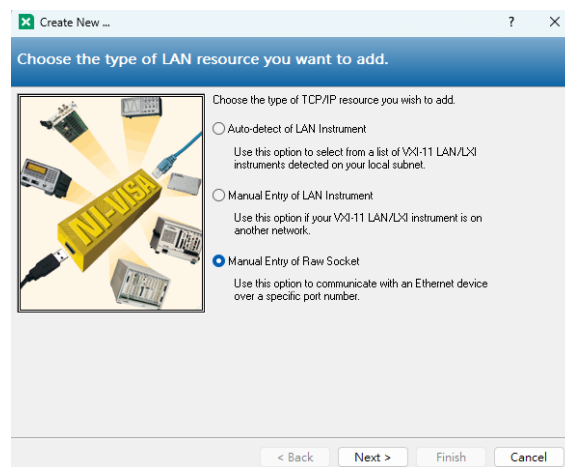 Create New ...
?
Choose the type of LAN resource you want to add.
Choose the type of TCP/IP resource you wish to add.
Auto-detect of LAN Instrument
Use this option to select from a list of VXI-11 LAN/LXI
instruments detected on your local subnet.
Manual Entry of LAN Instrument
Use this option if your VXI-11 LAN/LXI instrument is on
another network.
Manual Entry of Raw Socket
Use this option to communicate with an Ethernet device
over a specific port number.
NI-VISA
< Back
Next >
Finish
Cancel